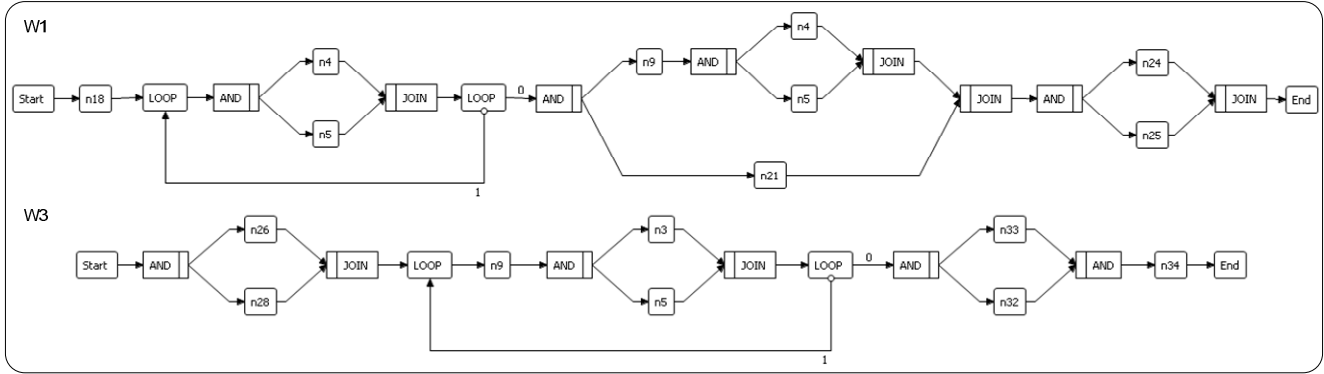 W1
n4
n4
n9 AND JOIN
n24
Start n18 LOOP AND JOIN LOOP 0 AND n5 JOIN AND JOIN End
n5
n25
n21
1
W3
n26 n3 n33
Start AND JOIN LOOP n9 AND JOIN LOOP 0 AND AND n34 End
n28 n5 n32
1